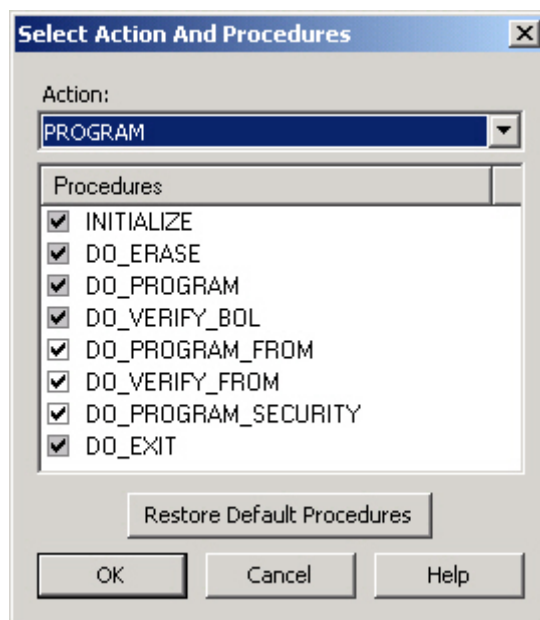 Select Action And Procedures
Action:
PROGRAM
Procedures
INITIALIZE
DO_ERASE
DO_PROGRAM
DO_VERIFY_BOL
DO_PROGRAM_FROM
DO_VERIFY_FROM
DO_PROGRAM_SECURITY
DO_EXIT
Restore Default Procedures
OK Cancel Help